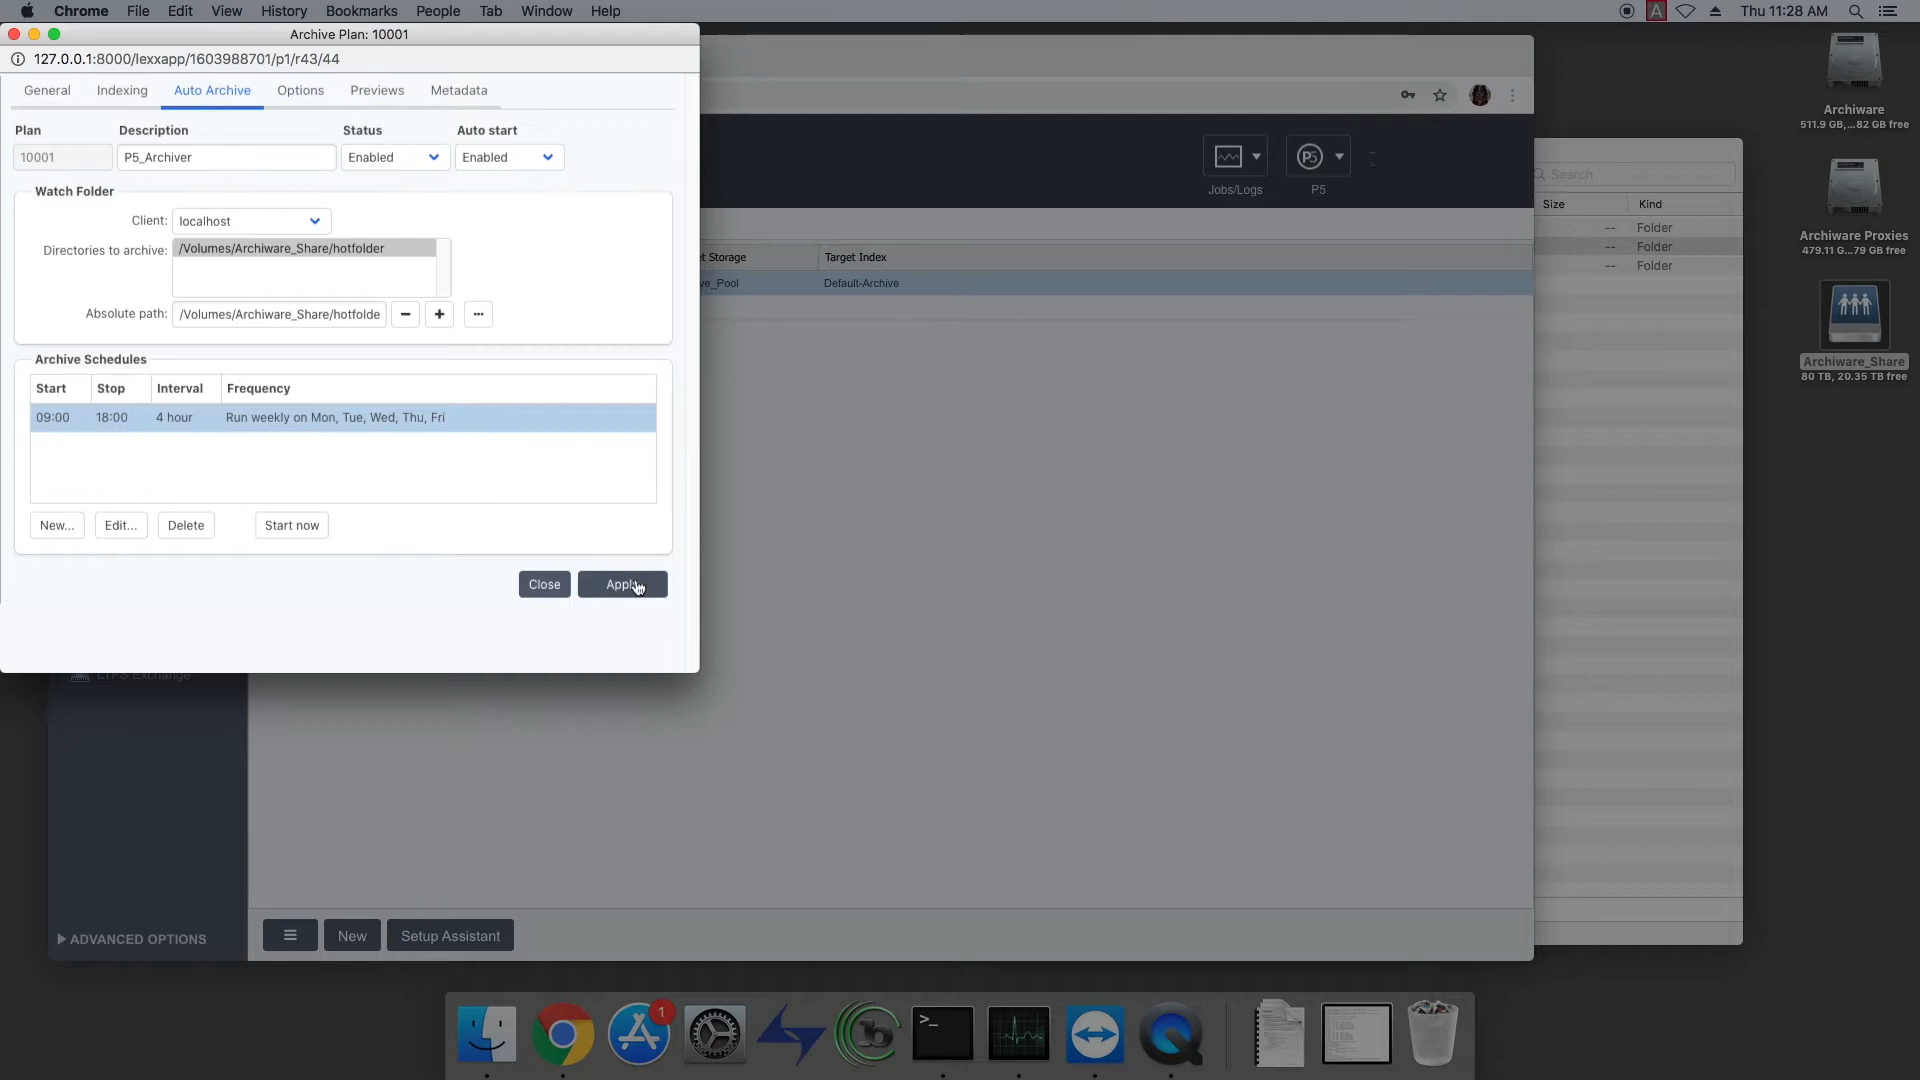 Chrome File Edit View History Bookmarks People Tab Window Help
A Thu 11:28 AM
Archive Plan: 10001
127.0.0.1:8000/lexxapp/1603988701/p1/r43/44
General Indexing Auto Archive Options Previews Metadata
Plan Description Status Auto start
10001 P5_Archiver Enabled Enabled
Watch Folder
Client: localhost
Directories to archive: /Volumes/Archiware_Share/hotfolder
Absolute path: /Volumes/Archiware_Share/hotfolde
Archive Schedules
Start Stop Interval Frequency
09:00 18:00 4 hour Run weekly on Mon, Tue, Wed, Thu, Fri
New... Edit... Delete Start now
Close
P5
Jobs/Logs P5
Storage Target Index
ve_Pool Default-Archive
Search
Size Kind
-- Folder
-- Folder
-- Folder
Archiware
511.9 GB,...82 GB free
Archiware Proxies
479.11 G...79 GB free
Archiware_Share
80 TB, 20.35 TB free
LTFS Exchange
ADVANCED OPTIONS
New Setup Assistant
1
>_
b